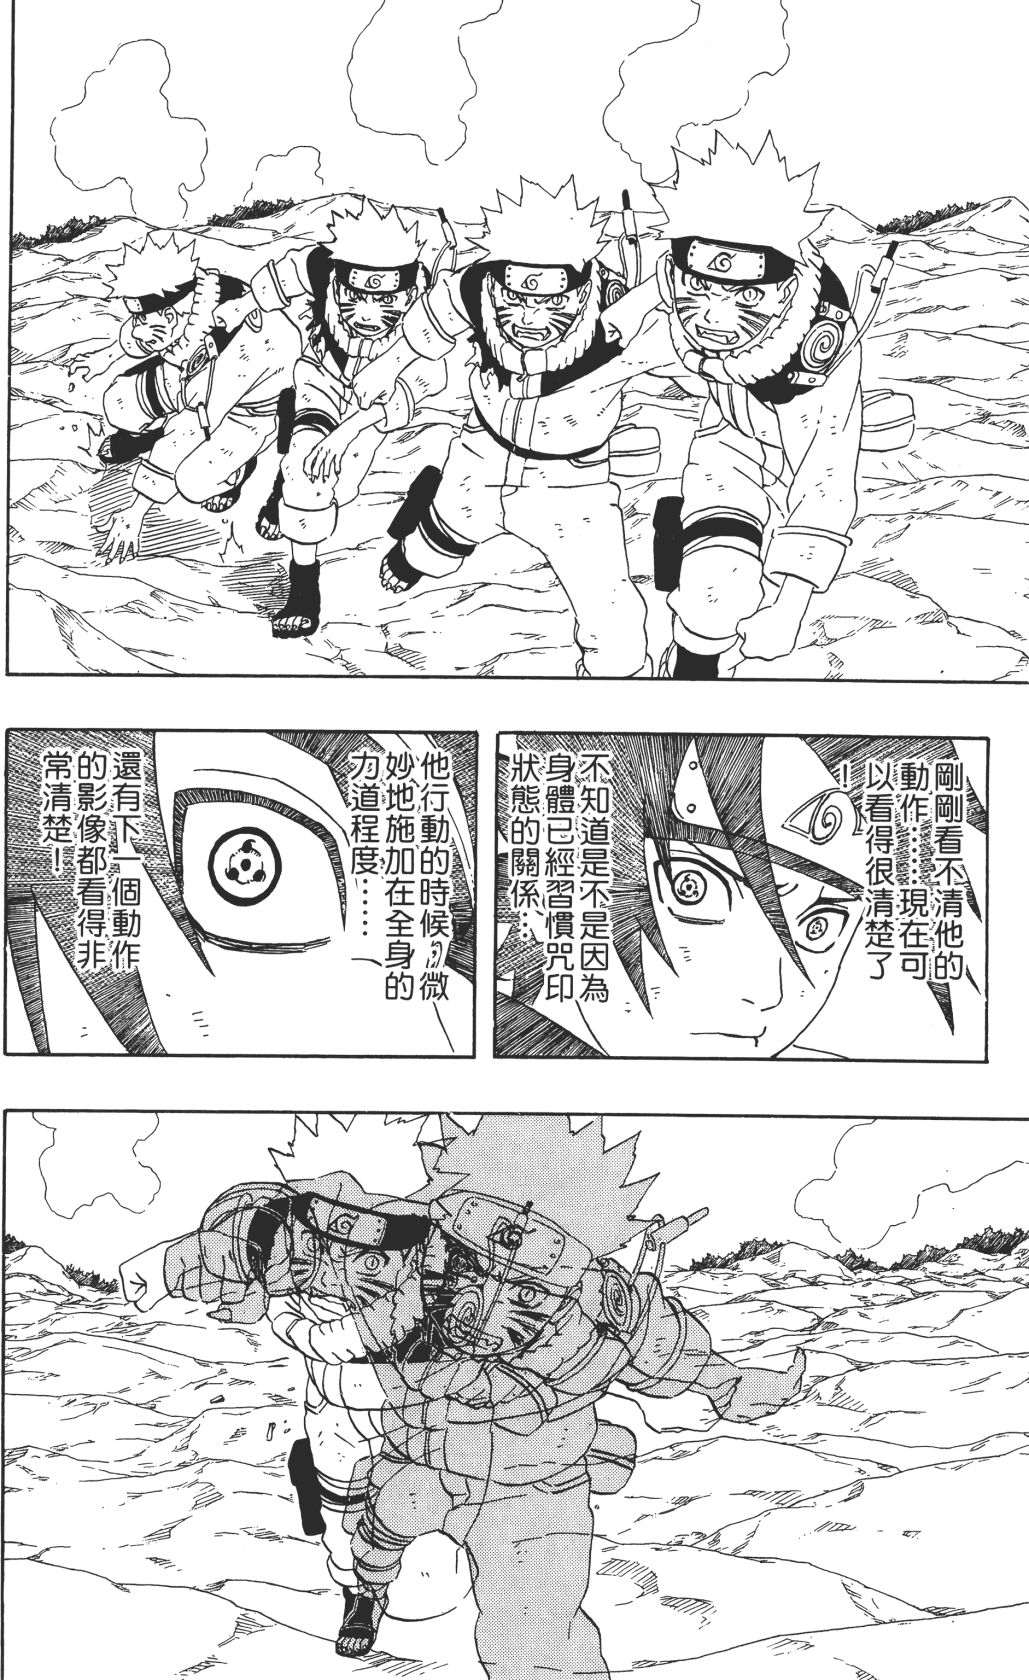 剛剛看不清他的
動作……現在可
以看得很清楚了
！
不知道是不是因為
身體已經習慣咒印
狀態的關係…
他行動的時候，微
妙地施加在全身的
力道程度……
還有下一個動作
的影像都看得非
常清楚！